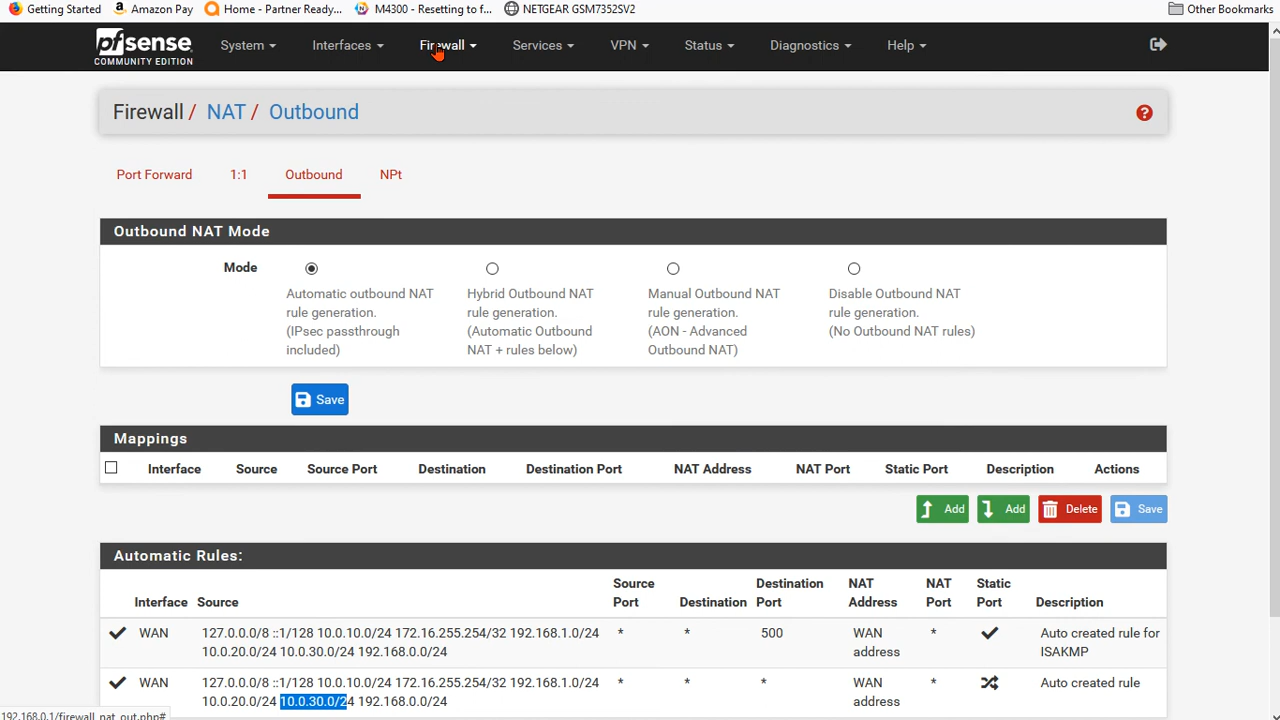 Getting Started Amazon Pay Home - Partner Ready... M4300 - Resetting to f... NETGEAR GSM7352SV2 Other Bookmarks
pfsense COMMUNITY EDITION System Interfaces Firewall Services VPN Status Diagnostics Help
Firewall / NAT / Outbound ?
Port Forward 1:1 Outbound NPt
Outbound NAT Mode
Mode
Automatic outbound NAT
rule generation.
(IPsec passthrough
included)
Hybrid Outbound NAT
rule generation.
(Automatic Outbound
NAT + rules below)
Manual Outbound NAT
rule generation.
(AON - Advanced
Outbound NAT)
Disable Outbound NAT
rule generation.
(No Outbound NAT rules)
Save
Mappings
Interface Source Source Port Destination Destination Port NAT Address NAT Port Static Port Description Actions
Add Add Delete Save
Automatic Rules:
Interface Source Source Port Destination Destination Port NAT Address NAT Port Static Port Description
WAN 127.0.0.0/8 ::1/128 10.0.10.0/24 172.16.255.254/32 192.168.1.0/24 * * 500 WAN * Auto created rule for
10.0.20.0/24 10.0.30.0/24 192.168.0.0/24 address ISAKMP
WAN 127.0.0.0/8 ::1/128 10.0.10.0/24 172.16.255.254/32 192.168.1.0/24 * * * WAN * Auto created rule
10.0.20.0/24 10.0.30.0/24 192.168.0.0/24 address
192.168.0.1/firewall_nat_out.php#